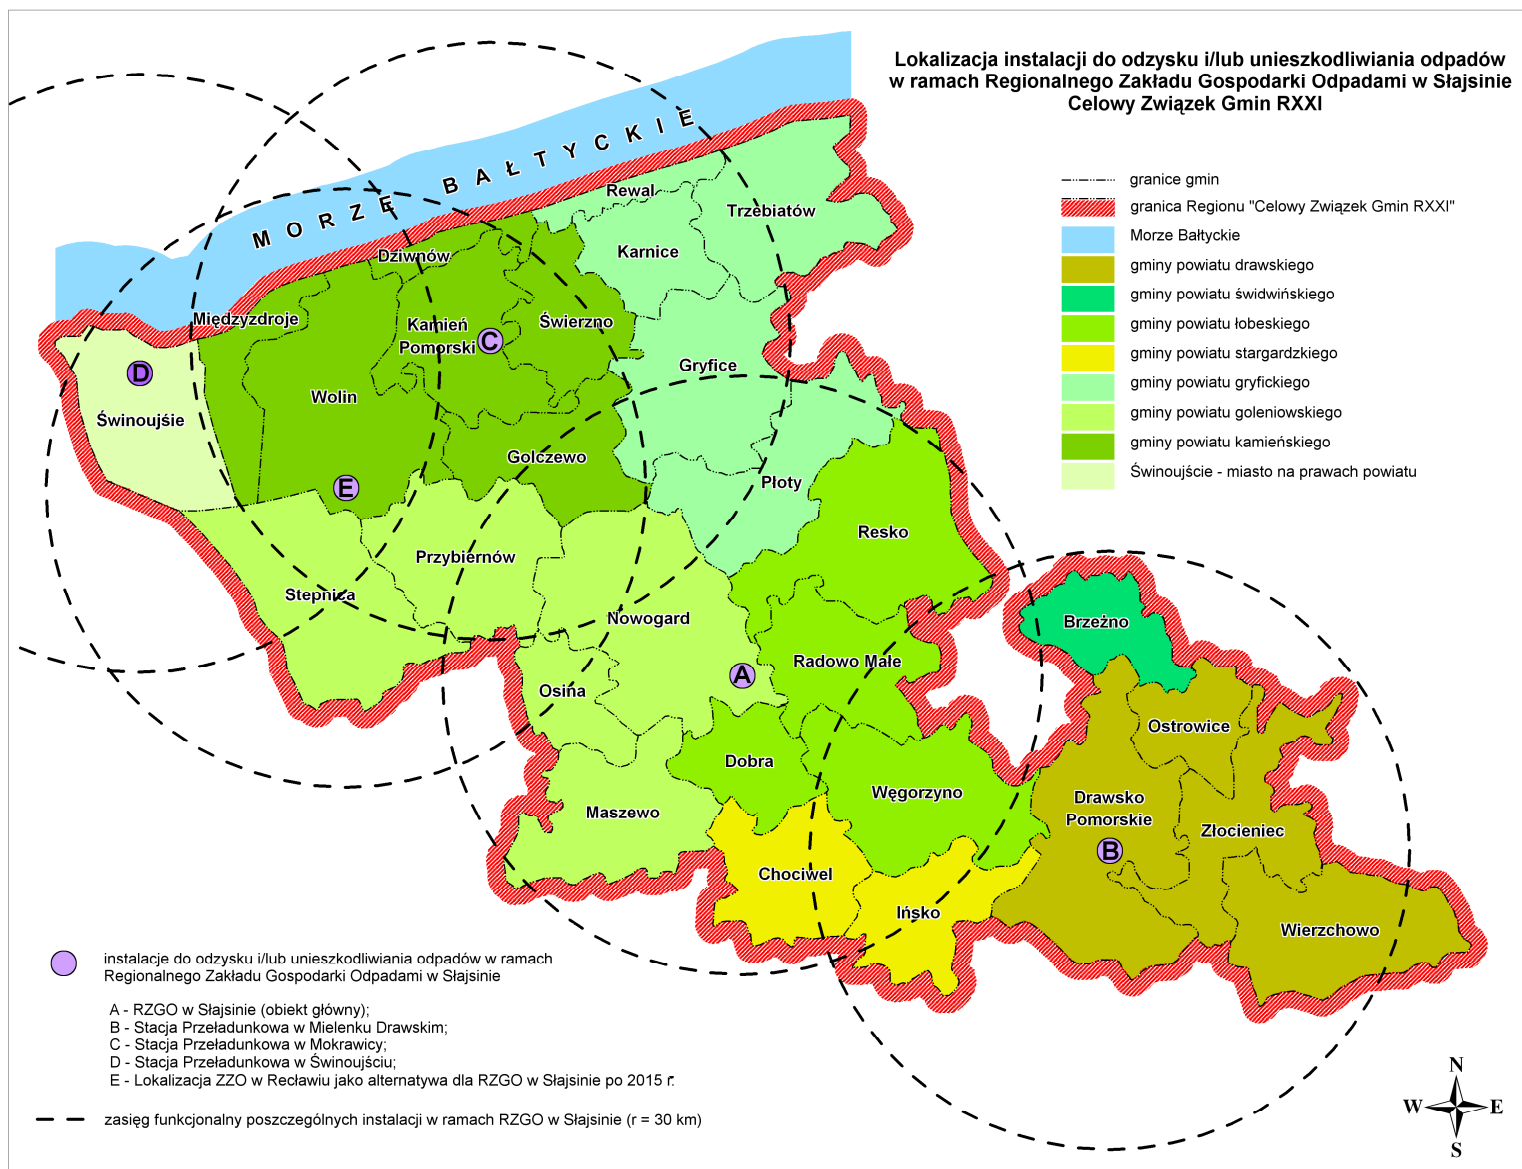 Lokalizacja instalacji do odzysku i/lub unieszkodliwiania odpadów
w ramach Regionalnego Zakładu Gospodarki Odpadami w Słajsinie
Celowy Związek Gmin RXXI
granice gmin
granica Regionu "Celowy Związek Gmin RXXI"
Morze Bałtyckie
gminy powiatu drawskiego
gminy powiatu świdwińskiego
gminy powiatu łobeskiego
gminy powiatu stargardzkiego
gminy powiatu gryfickiego
gminy powiatu goleniowskiego
gminy powiatu kamieńskiego
Świnoujście - miasto na prawach powiatu
MORZE BAŁTYCKIE
Rewal
Trzebiatów
Karnice
Dziwnów
Międzyzdroje
Kamień
Pomorski
C
Świerzno
D
Gryfice
Wolin
Świnoujśie
Golczewo
E
Płoty
Resko
Przybiernów
Stepnica
Nowogard
Brzeżno
Radowo Małe
A
Osina
Ostrowice
Dobra
Węgorzyno
Drawsko
Pomorskie
Maszewo
Złocieniec
B
Chociwel
Ińsko
Wierzchowo
instalacje do odzysku i/lub unieszkodliwiania odpadów w ramach
Regionalnego Zakładu Gospodarki Odpadami w Słajsinie
A - RZGO w Słajsinie (obiekt główny);
B - Stacja Przeładunkowa w Mielenku Drawskim;
C - Stacja Przeładunkowa w Mokrawicy;
D - Stacja Przeładunkowa w Świnoujściu;
E - Lokalizacja ZZO w Recławiu jako alternatywa dla RZGO w Słajsinie po 2015 r.
zasięg funkcjonalny poszczególnych instalacji w ramach RZGO w Słajsinie (r = 30 km)
N
W
E
S